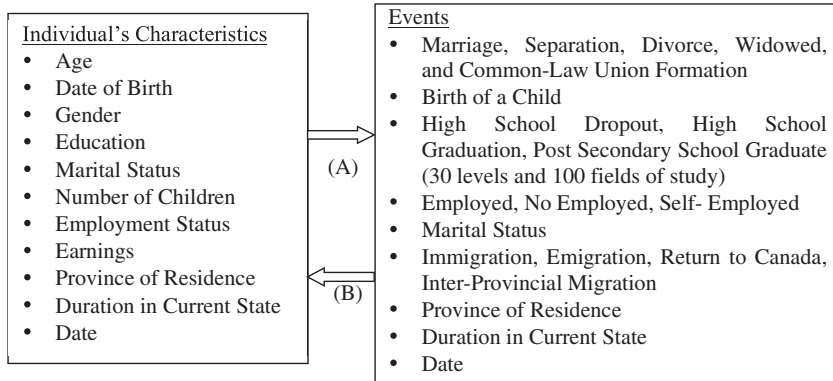 Individual's Characteristics
• Age
• Date of Birth
• Gender
• Education
• Marital Status
• Number of Children
• Employment Status
• Earnings
• Province of Residence
• Duration in Current State
• Date
(A)
(B)
Events
• Marriage, Separation, Divorce, Widowed,
and Common-Law Union Formation
• Birth of a Child
• High School Dropout, High School
Graduation, Post Secondary School Graduate
(30 levels and 100 fields of study)
• Employed, No Employed, Self- Employed
• Marital Status
• Immigration, Emigration, Return to Canada,
Inter-Provincial Migration
• Province of Residence
• Duration in Current State
• Date